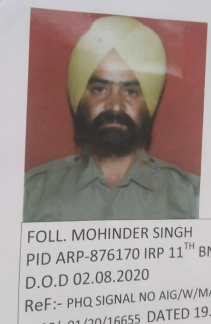 FOLL. MOHINDER SINGH
PID ARP-876170 IRP 11TH BN
D.O.D 02.08.2020
ReF:- PHQ SIGNAL NO AIG/W/MA
01/20/16655 DATED 19.